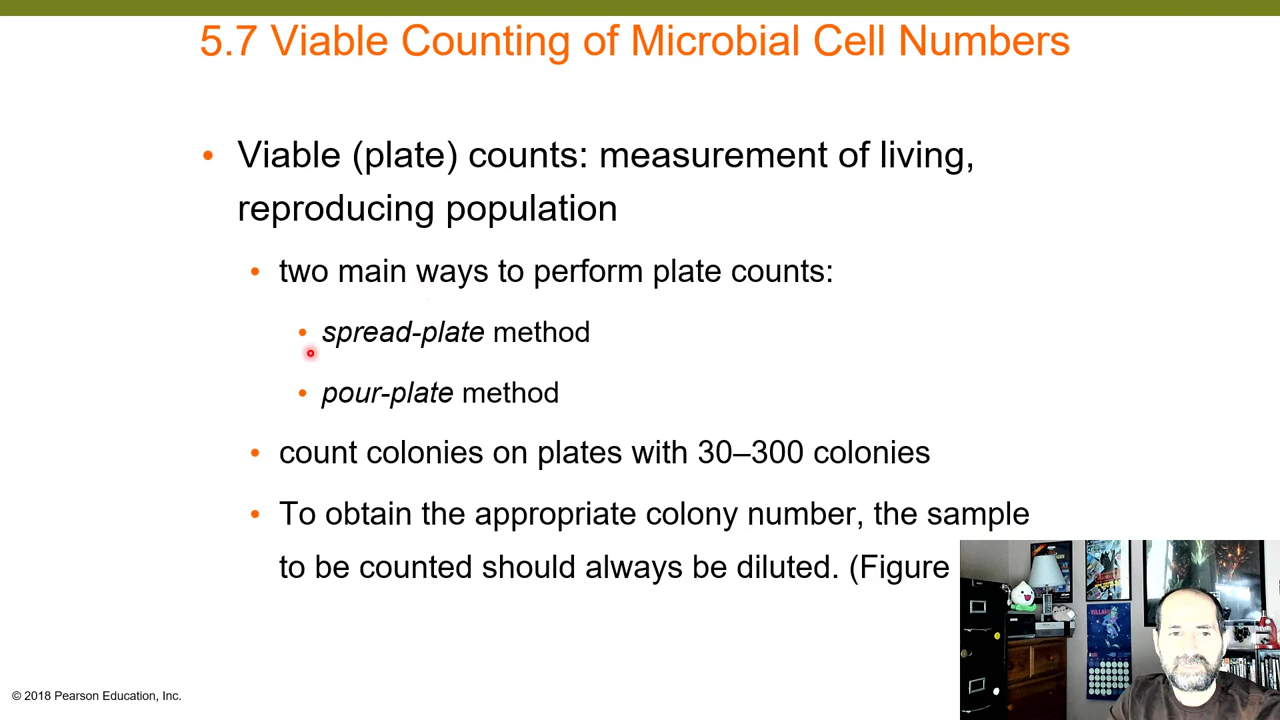 5.7 Viable Counting of Microbial Cell Numbers
• Viable (plate) counts: measurement of living,
reproducing population
• two main ways to perform plate counts:
• spread-plate method
• pour-plate method
• count colonies on plates with 30–300 colonies
• To obtain the appropriate colony number, the sample
to be counted should always be diluted. (Figure
© 2018 Pearson Education, Inc.